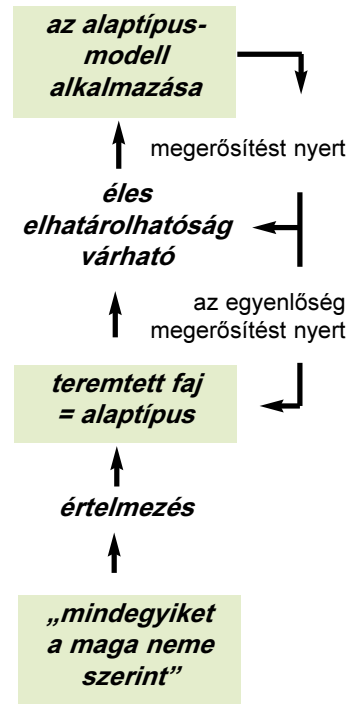 az alaptípus-
modell
alkalmazása
megerősítést nyert
éles
elhatárolhatóság
várható
az egyenlőség
megerősítést nyert
teremtett faj
= alaptípus
értelmezés
„mindegyiket
a maga neme
szerint”